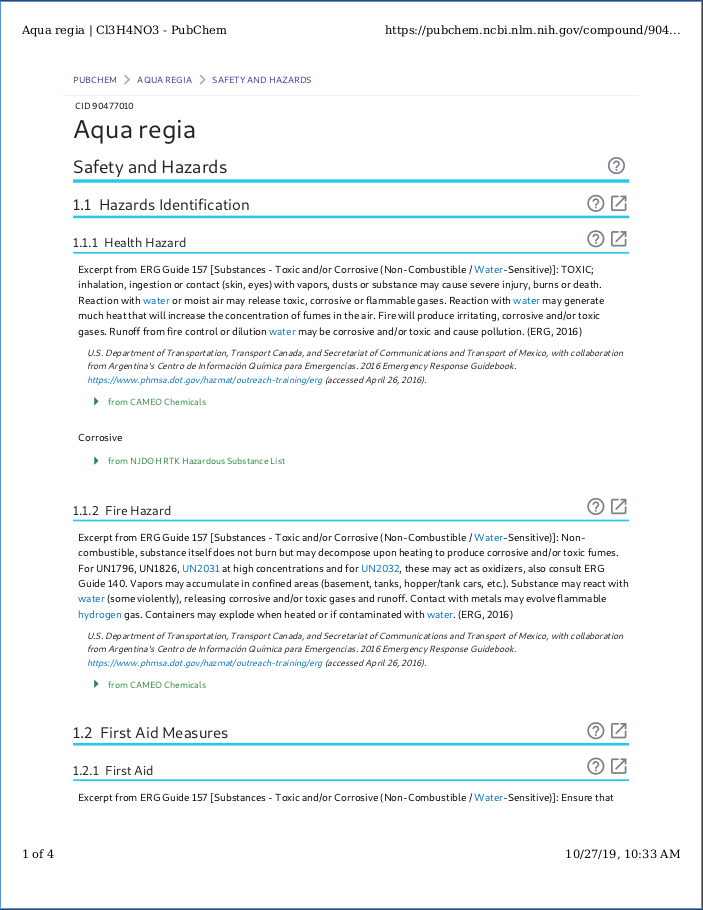 Aqua regia | Cl3H4NO3 - PubChem
https://pubchem.ncbi.nlm.nih.gov/compound/904...
PUBCHEM > AQUA REGIA > SAFETY AND HAZARDS
CID 90477010
Aqua regia
Safety and Hazards
1.1 Hazards Identification
1.1.1 Health Hazard
Excerpt from ERG Guide 157 [Substances - Toxic and/or Corrosive (Non-Combustible / Water-Sensitive)]: TOXIC;
inhalation, ingestion or contact (skin, eyes) with vapors, dusts or substance may cause severe injury, burns or death.
Reaction with water or moist air may release toxic, corrosive or flammable gases. Reaction with water may generate
much heat that will increase the concentration of fumes in the air. Fire will produce irritating, corrosive and/or toxic
gases. Runoff from fire control or dilution water may be corrosive and/or toxic and cause pollution. (ERG, 2016)
U.S. Department of Transportation, Transport Canada, and Secretariat of Communications and Transport of Mexico, with collaboration
from Argentina's Centro de Información Química para Emergencias. 2016 Emergency Response Guidebook.
https://www.phmsa.dot.gov/hazmat/outreach-training/erg (accessed April 26, 2016).
from CAMEO Chemicals
Corrosive
from NJDOH RTK Hazardous Substance List
1.1.2 Fire Hazard
Excerpt from ERG Guide 157 [Substances - Toxic and/or Corrosive (Non-Combustible / Water-Sensitive)]: Non-
combustible, substance itself does not burn but may decompose upon heating to produce corrosive and/or toxic fumes.
For UN1796, UN1826, UN2031 at high concentrations and for UN2032, these may act as oxidizers, also consult ERG
Guide 140. Vapors may accumulate in confined areas (basement, tanks, hopper/tank cars, etc.). Substance may react with
water (some violently), releasing corrosive and/or toxic gases and runoff. Contact with metals may evolve flammable
hydrogen gas. Containers may explode when heated or if contaminated with water. (ERG, 2016)
U.S. Department of Transportation, Transport Canada, and Secretariat of Communications and Transport of Mexico, with collaboration
from Argentina's Centro de Información Química para Emergencias. 2016 Emergency Response Guidebook.
https://www.phmsa.dot.gov/hazmat/outreach-training/erg (accessed April 26, 2016).
from CAMEO Chemicals
1.2 First Aid Measures
1.2.1 First Aid
Excerpt from ERG Guide 157 [Substances - Toxic and/or Corrosive (Non-Combustible / Water-Sensitive)]: Ensure that
1 of 4
10/27/19, 10:33 AM